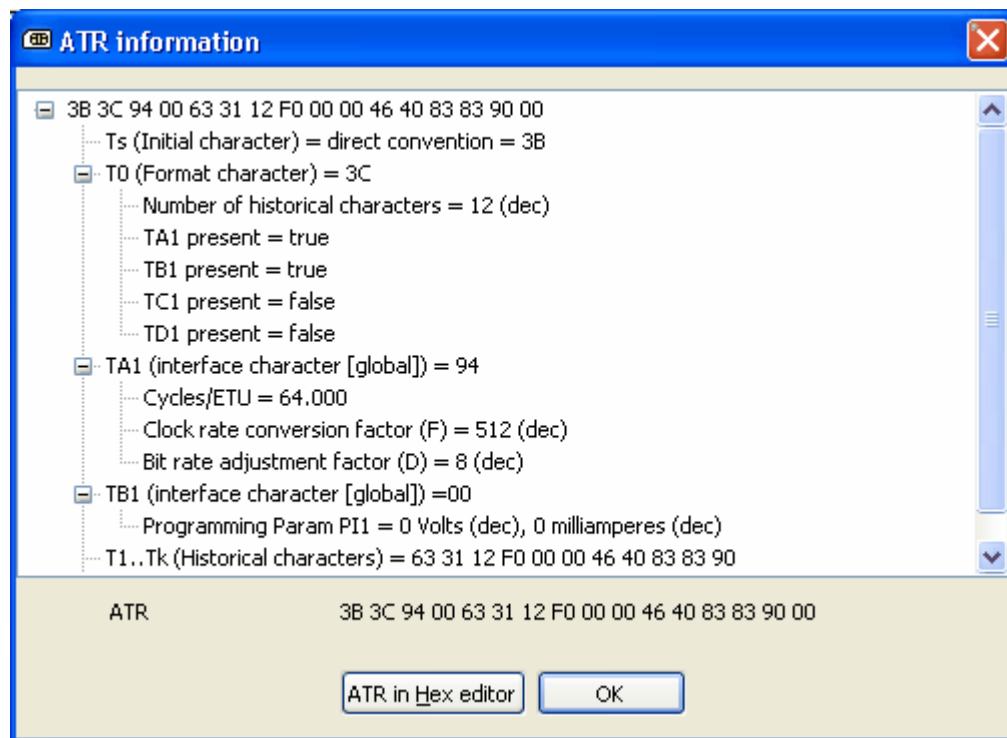 ATR information
3B 3C 94 00 63 31 12 F0 00 00 46 40 83 83 90 00
Ts (Initial character) = direct convention = 3B
T0 (Format character) = 3C
Number of historical characters = 12 (dec)
TA1 present = true
TB1 present = true
TC1 present = false
TD1 present = false
TA1 (interface character [global]) = 94
Cycles/ETU = 64.000
Clock rate conversion factor (F) = 512 (dec)
Bit rate adjustment factor (D) = 8 (dec)
TB1 (interface character [global]) =00
Programming Param PI1 = 0 Volts (dec), 0 milliamperes (dec)
T1..Tk (Historical characters) = 63 31 12 F0 00 00 46 40 83 83 90
ATR 3B 3C 94 00 63 31 12 F0 00 00 46 40 83 83 90 00
ATR in Hex editor OK